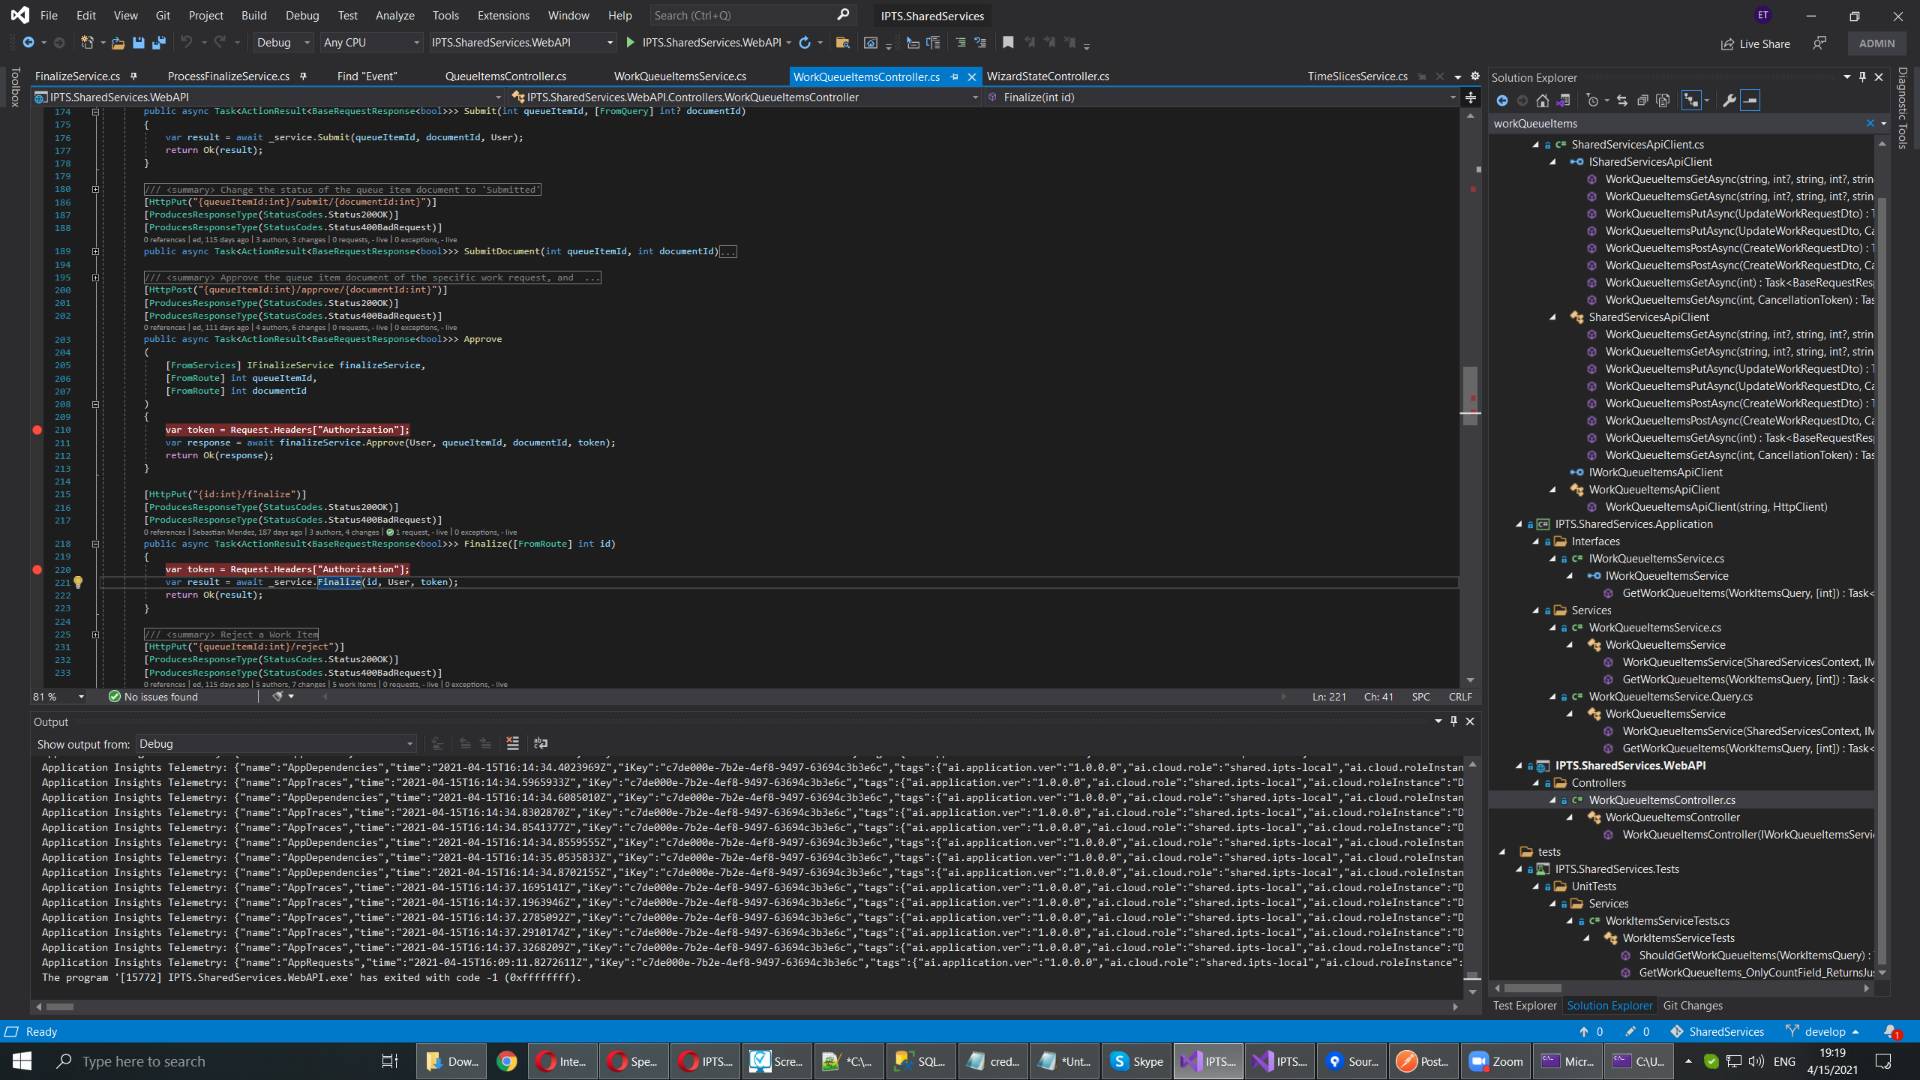 File Edit View Git Project Build Debug Test Analyze Tools Extensions Window Help Search (Ctrl+Q) IPTS.SharedServices ET
Debug Any CPU IPTS.SharedServices.WebAPI IPTS.SharedServices.WebAPI Live Share ADMIN
Toolbox
FinalizeService.cs ProcessFinalizeService.cs Find "Event" QueueItemsController.cs WorkQueueItemsService.cs WorkQueueItemsController.cs WizardStateController.cs TimeSlicesService.cs
IPTS.SharedServices.WebAPI IPTS.SharedServices.WebAPI.Controllers.WorkQueueItemsController Finalize(int id)
174 public async Task<ActionResult<BaseRequestResponse<bool>>> Submit(int queueItemId, [FromQuery] int? documentId)
175 {
176 var result = await _service.Submit(queueItemId, documentId, User);
177 return Ok(result);
178 }
179
180 /// <summary> Change the status of the queue item document to 'Submitted'
186 [HttpPut("{queueItemId:int}/submit/{documentId:int}")]
187 [ProducesResponseType(StatusCodes.Status200OK)]
188 [ProducesResponseType(StatusCodes.Status400BadRequest)]
0 references | ed, 115 days ago | 3 authors, 3 changes | 0 requests, - live | 0 exceptions, - live
189 public async Task<ActionResult<BaseRequestResponse<bool>>> SubmitDocument(int queueItemId, int documentId)...
194
195 /// <summary> Approve the queue item document of the specific work request, and ...
200 [HttpPost("{queueItemId:int}/approve/{documentId:int}")]
201 [ProducesResponseType(StatusCodes.Status200OK)]
202 [ProducesResponseType(StatusCodes.Status400BadRequest)]
0 references | ed, 111 days ago | 4 authors, 6 changes | 0 requests, - live | 0 exceptions, - live
203 public async Task<ActionResult<BaseRequestResponse<bool>>> Approve
204 (
205 [FromServices] IFinalizeService finalizeService,
206 [FromRoute] int queueItemId,
207 [FromRoute] int documentId
208 )
209 {
210 var token = Request.Headers["Authorization"];
211 var response = await finalizeService.Approve(User, queueItemId, documentId, token);
212 return Ok(response);
213 }
214
215 [HttpPut("{id:int}/finalize")]
216 [ProducesResponseType(StatusCodes.Status200OK)]
217 [ProducesResponseType(StatusCodes.Status400BadRequest)]
0 references | Sebastian Mendez, 187 days ago | 3 authors, 4 changes | 1 request, - live | 0 exceptions, - live
218 public async Task<ActionResult<BaseRequestResponse<bool>>> Finalize([FromRoute] int id)
219 {
220 var token = Request.Headers["Authorization"];
221 var result = await _service.Finalize(id, User, token);
222 return Ok(result);
223 }
224
225 /// <summary> Reject a Work Item
231 [HttpPut("{queueItemId:int}/reject")]
232 [ProducesResponseType(StatusCodes.Status200OK)]
233 [ProducesResponseType(StatusCodes.Status400BadRequest)]
0 references | ed, 115 days ago | 5 authors, 7 changes | 5 work items | 0 requests, - live | 0 exceptions, - live
81 % No issues found Ln: 221 Ch: 41 SPC CRLF
Output
Show output from: Debug
Application Insights Telemetry: {"name":"AppDependencies","time":"2021-04-15T16:14:34.4023969Z","iKey":"c7de000e-7b2e-4ef8-9497-63694c3b3e6c","tags":{"ai.application.ver":"1.0.0.0","ai.cloud.role":"shared.ipts-local","ai.cloud.roleInstan
Application Insights Telemetry: {"name":"AppDependencies","time":"2021-04-15T16:14:34.5965933Z","iKey":"c7de000e-7b2e-4ef8-9497-63694c3b3e6c","tags":{"ai.application.ver":"1.0.0.0","ai.cloud.role":"shared.ipts-local","ai.cloud.roleInstan
Application Insights Telemetry: {"name":"AppDependencies","time":"2021-04-15T16:14:34.6085010Z","iKey":"c7de000e-7b2e-4ef8-9497-63694c3b3e6c","tags":{"ai.application.ver":"1.0.0.0","ai.cloud.role":"shared.ipts-local","ai.cloud.roleInstan
Application Insights Telemetry: {"name":"AppDependencies","time":"2021-04-15T16:14:34.8302870Z","iKey":"c7de000e-7b2e-4ef8-9497-63694c3b3e6c","tags":{"ai.application.ver":"1.0.0.0","ai.cloud.role":"shared.ipts-local","ai.cloud.roleInstan
Application Insights Telemetry: {"name":"AppDependencies","time":"2021-04-15T16:14:34.8541377Z","iKey":"c7de000e-7b2e-4ef8-9497-63694c3b3e6c","tags":{"ai.application.ver":"1.0.0.0","ai.cloud.role":"shared.ipts-local","ai.cloud.roleInstan
Application Insights Telemetry: {"name":"AppDependencies","time":"2021-04-15T16:14:34.8559555Z","iKey":"c7de000e-7b2e-4ef8-9497-63694c3b3e6c","tags":{"ai.application.ver":"1.0.0.0","ai.cloud.role":"shared.ipts-local","ai.cloud.roleInstan
Application Insights Telemetry: {"name":"AppDependencies","time":"2021-04-15T16:14:35.0535833Z","iKey":"c7de000e-7b2e-4ef8-9497-63694c3b3e6c","tags":{"ai.application.ver":"1.0.0.0","ai.cloud.role":"shared.ipts-local","ai.cloud.roleInstan
Application Insights Telemetry: {"name":"AppDependencies","time":"2021-04-15T16:14:34.8702155Z","iKey":"c7de000e-7b2e-4ef8-9497-63694c3b3e6c","tags":{"ai.application.ver":"1.0.0.0","ai.cloud.role":"shared.ipts-local","ai.cloud.roleInstan
Application Insights Telemetry: {"name":"AppTraces","time":"2021-04-15T16:14:37.1695141Z","iKey":"c7de000e-7b2e-4ef8-9497-63694c3b3e6c","tags":{"ai.application.ver":"1.0.0.0","ai.cloud.role":"shared.ipts-local","ai.cloud.roleInstance":"D
Application Insights Telemetry: {"name":"AppTraces","time":"2021-04-15T16:14:37.1963946Z","iKey":"c7de000e-7b2e-4ef8-9497-63694c3b3e6c","tags":{"ai.application.ver":"1.0.0.0","ai.cloud.role":"shared.ipts-local","ai.cloud.roleInstance":"D
Application Insights Telemetry: {"name":"AppTraces","time":"2021-04-15T16:14:37.2785092Z","iKey":"c7de000e-7b2e-4ef8-9497-63694c3b3e6c","tags":{"ai.application.ver":"1.0.0.0","ai.cloud.role":"shared.ipts-local","ai.cloud.roleInstance":"D
Application Insights Telemetry: {"name":"AppTraces","time":"2021-04-15T16:14:37.2910174Z","iKey":"c7de000e-7b2e-4ef8-9497-63694c3b3e6c","tags":{"ai.application.ver":"1.0.0.0","ai.cloud.role":"shared.ipts-local","ai.cloud.roleInstance":"D
Application Insights Telemetry: {"name":"AppTraces","time":"2021-04-15T16:14:37.3268209Z","iKey":"c7de000e-7b2e-4ef8-9497-63694c3b3e6c","tags":{"ai.application.ver":"1.0.0.0","ai.cloud.role":"shared.ipts-local","ai.cloud.roleInstance":"D
Application Insights Telemetry: {"name":"AppRequests","time":"2021-04-15T16:09:11.8272611Z","iKey":"c7de000e-7b2e-4ef8-9497-63694c3b3e6c","tags":{"ai.application.ver":"1.0.0.0","ai.cloud.role":"shared.ipts-local","ai.cloud.roleInstance":
The program '[15772] IPTS.SharedServices.WebAPI.exe' has exited with code -1 (0xffffffff).
Solution Explorer
workQueueItems
SharedServicesApiClient.cs
ISharedServicesApiClient
WorkQueueItemsGetAsync(string, int?, string, int?, strin
WorkQueueItemsGetAsync(string, int?, string, int?, strin
WorkQueueItemsPutAsync(UpdateWorkRequestDto) : T
WorkQueueItemsPutAsync(UpdateWorkRequestDto, Ca
WorkQueueItemsPostAsync(CreateWorkRequestDto) : T
WorkQueueItemsPostAsync(CreateWorkRequestDto, Ca
WorkQueueItemsGetAsync(int) : Task<BaseRequestRes
WorkQueueItemsGetAsync(int, CancellationToken) : Tas
SharedServicesApiClient
WorkQueueItemsGetAsync(string, int?, string, int?, strin
WorkQueueItemsGetAsync(string, int?, string, int?, strin
WorkQueueItemsPutAsync(UpdateWorkRequestDto) : T
WorkQueueItemsPutAsync(UpdateWorkRequestDto, Ca
WorkQueueItemsPostAsync(CreateWorkRequestDto) : T
WorkQueueItemsPostAsync(CreateWorkRequestDto, Ca
WorkQueueItemsGetAsync(int) : Task<BaseRequestRes
WorkQueueItemsGetAsync(int, CancellationToken) : Tas
IWorkQueueItemsApiClient
WorkQueueItemsApiClient
WorkQueueItemsApiClient(string, HttpClient)
IPTS.SharedServices.Application
Interfaces
IWorkQueueItemsService.cs
IWorkQueueItemsService
GetWorkQueueItems(WorkItemsQuery, [int]) : Task<
Services
WorkQueueItemsService.cs
WorkQueueItemsService
WorkQueueItemsService(SharedServicesContext, IM
GetWorkQueueItems(WorkItemsQuery, [int]) : Task<
WorkQueueItemsService.Query.cs
WorkQueueItemsService
WorkQueueItemsService(SharedServicesContext, IM
GetWorkQueueItems(WorkItemsQuery, [int]) : Task<
IPTS.SharedServices.WebAPI
Controllers
WorkQueueItemsController.cs
WorkQueueItemsController
WorkQueueItemsController(IWorkQueueItemsServi
tests
IPTS.SharedServices.Tests
UnitTests
Services
WorkItemsServiceTests.cs
WorkItemsServiceTests
ShouldGetWorkQueueItems(WorkItemsQuery) :
GetWorkQueueItems_OnlyCountField_ReturnsJus
Test Explorer Solution Explorer Git Changes
Diagnostic Tools
Ready 0 0 SharedServices develop 1
Type here to search Dow... Inte... Spe... IPTS... Scre... *C:\... SQL... cred... *Unt... Skype IPTS... IPTS... Sour... Post... Zoom Micr... C:\U... ENG 19:19
4/15/2021